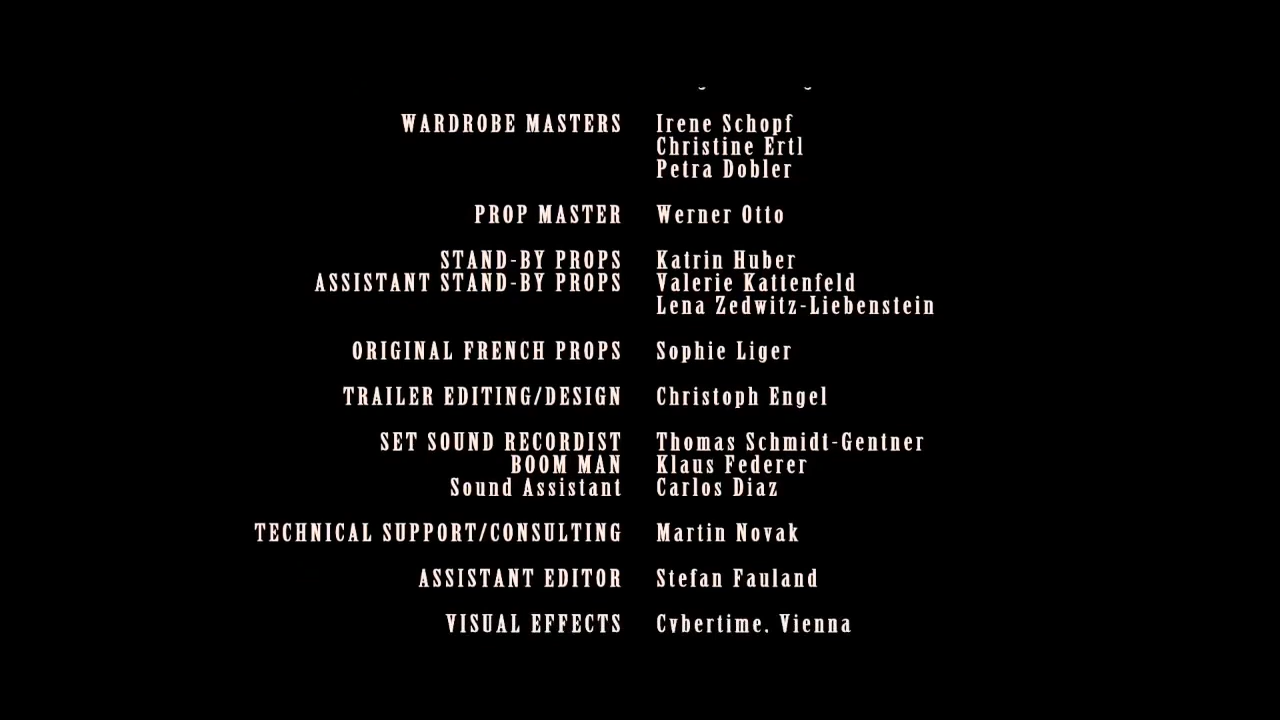 WARDROBE MASTERS Irene Schopf
Christine Ertl
Petra Dobler
PROP MASTER Werner Otto
STAND-BY PROPS Katrin Huber
ASSISTANT STAND-BY PROPS Valerie Kattenfeld
Lena Zedwitz-Liebenstein
ORIGINAL FRENCH PROPS Sophie Liger
TRAILER EDITING/DESIGN Christoph Engel
SET SOUND RECORDIST Thomas Schmidt-Gentner
BOOM MAN Klaus Federer
Sound Assistant Carlos Diaz
TECHNICAL SUPPORT/CONSULTING Martin Novak
ASSISTANT EDITOR Stefan Fauland
VISUAL EFFECTS Cybertime, Vienna